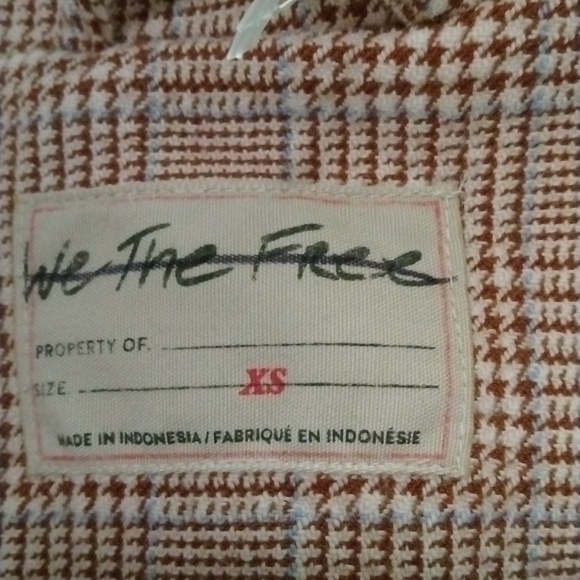 We The Free
PROPERTY OF.
SIZE XS
MADE IN INDONESIA / FABRIQUÉ EN INDONÉSIE